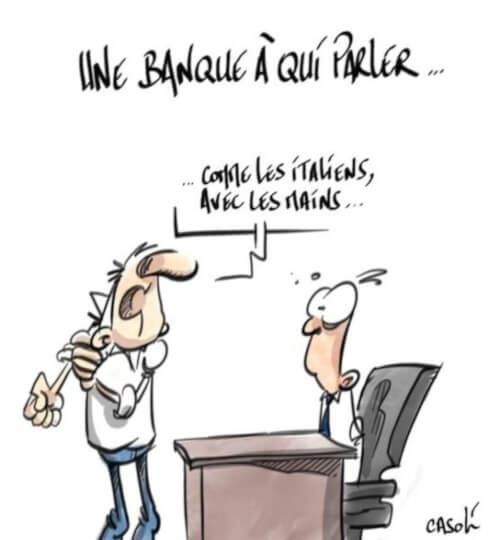 UNE BANQUE À QUI PARLER...
... COMME LES ITALIENS,
AVEC LES MAINS...
CASOLI